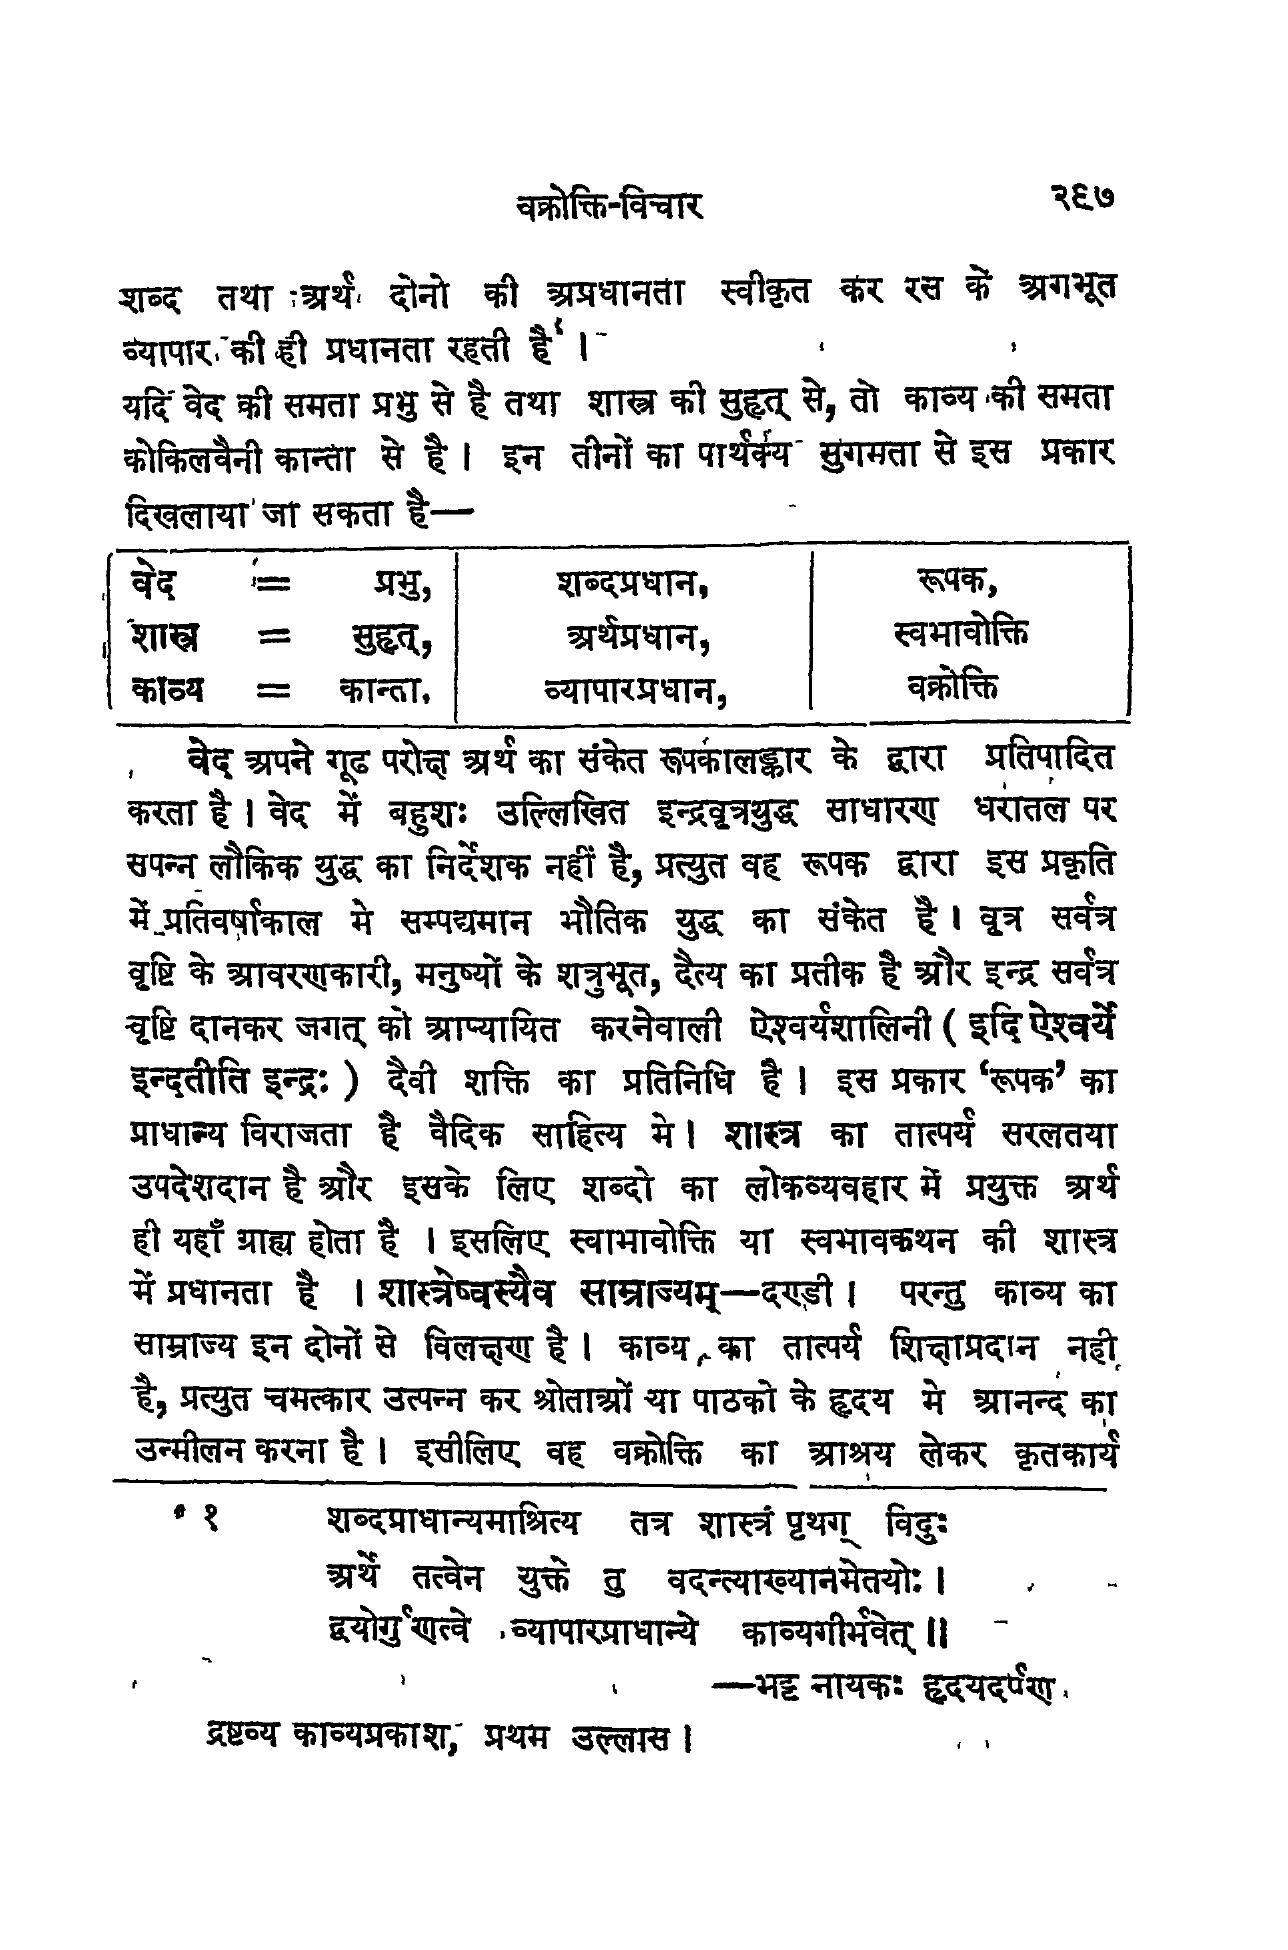 वक्रोक्ति-विचार २९७
शब्द तथा अर्थ दोनो की अप्रधानता स्वीकृत कर रस के अगभूत
व्यापार की ही प्रधानता रहती है¹ ।
यदि वेद की समता प्रभु से है तथा शास्त्र की सुहृत् से, तो काव्य की समता
कोकिलवैनी कान्ता से है । इन तीनों का पार्थक्य सुगमता से इस प्रकार
दिखलाया जा सकता है—
वेद = प्रभु, शब्दप्रधान, रूपक,
शास्त्र = सुहृत्, अर्थप्रधान, स्वभावोक्ति
काव्य = कान्ता. व्यापारप्रधान, वक्रोक्ति
वेद अपने गूढ परोक्ष अर्थ का संकेत रूपकालङ्कार के द्वारा प्रतिपादित
करता है । वेद में बहुशः उल्लिखित इन्द्रवृत्रयुद्ध साधारण धरातल पर
सपन्न लौकिक युद्ध का निर्देशक नहीं है, प्रत्युत वह रूपक द्वारा इस प्रकृति
में प्रतिवर्षाकाल मे सम्पद्यमान भौतिक युद्ध का संकेत है । वृत्र सर्वत्र
वृष्टि के आवरणकारी, मनुष्यों के शत्रुभूत, दैत्य का प्रतीक है और इन्द्र सर्वत्र
वृष्टि दानकर जगत् को आप्यायित करनेवाली ऐश्वर्यशालिनी ( इदि ऐश्वर्ये
इन्दतीति इन्द्रः ) दैवी शक्ति का प्रतिनिधि है । इस प्रकार ‘रूपक’ का
प्राधान्य विराजता है वैदिक साहित्य मे । शास्त्र का तात्पर्य सरलतया
उपदेशदान है और इसके लिए शब्दो का लोकव्यवहार में प्रयुक्त अर्थ
ही यहाँ ग्राह्य होता है । इसलिए स्वाभावोक्ति या स्वभावकथन की शास्त्र
में प्रधानता है । शास्त्रेष्वस्यैव साम्राज्यम्—दण्डी । परन्तु काव्य का
साम्राज्य इन दोनों से विलक्षण है । काव्य का तात्पर्य शिक्षाप्रदान नही
है, प्रत्युत चमत्कार उत्पन्न कर श्रोताओं या पाठको के हृदय मे आनन्द का
उन्मीलन करना है । इसीलिए वह वक्रोक्ति का आश्रय लेकर कृतकार्य
१ शब्दप्राधान्यमाश्रित्य तत्र शास्त्रं पृथग् विदुः
अर्थे तत्वेन युक्ते तु वदन्त्याख्यानमेतयोः ।
द्वयोर्गुणत्वे व्यापारप्राधान्ये काव्यगीर्भवेत् ॥
—भट्ट नायकः हृदयदर्पण
द्रष्टव्य काव्यप्रकाश, प्रथम उल्लास ।